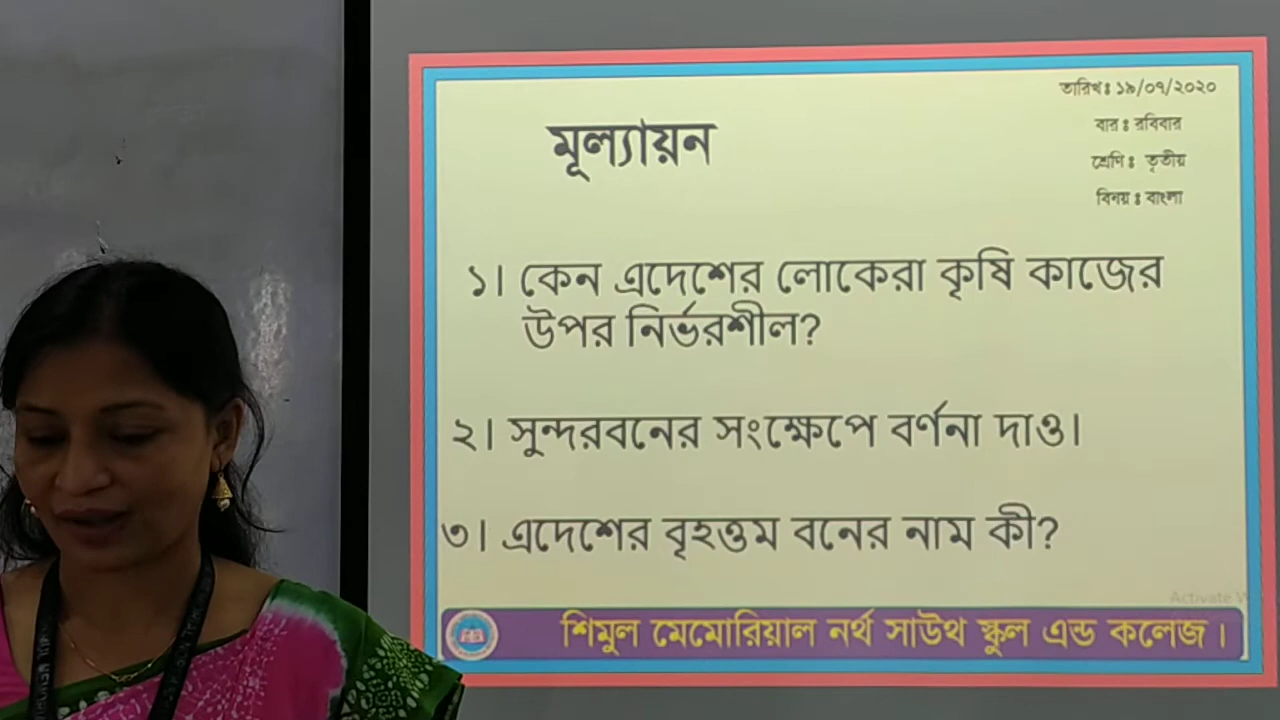 তারিখঃ ১৯/০৭/২০২০
বারঃ রবিবার
শ্রেণিঃ তৃতীয়
বিষয়ঃ বাংলা
মূল্যায়ন
১। কেন এদেশের লোকেরা কৃষি কাজের
উপর নির্ভরশীল?
২। সুন্দরবনের সংক্ষেপে বর্ণনা দাও।
৩। এদেশের বৃহত্তম বনের নাম কী?
Activate
শিমুল মেমোরিয়াল নর্থ সাউথ স্কুল এন্ড কলেজ।